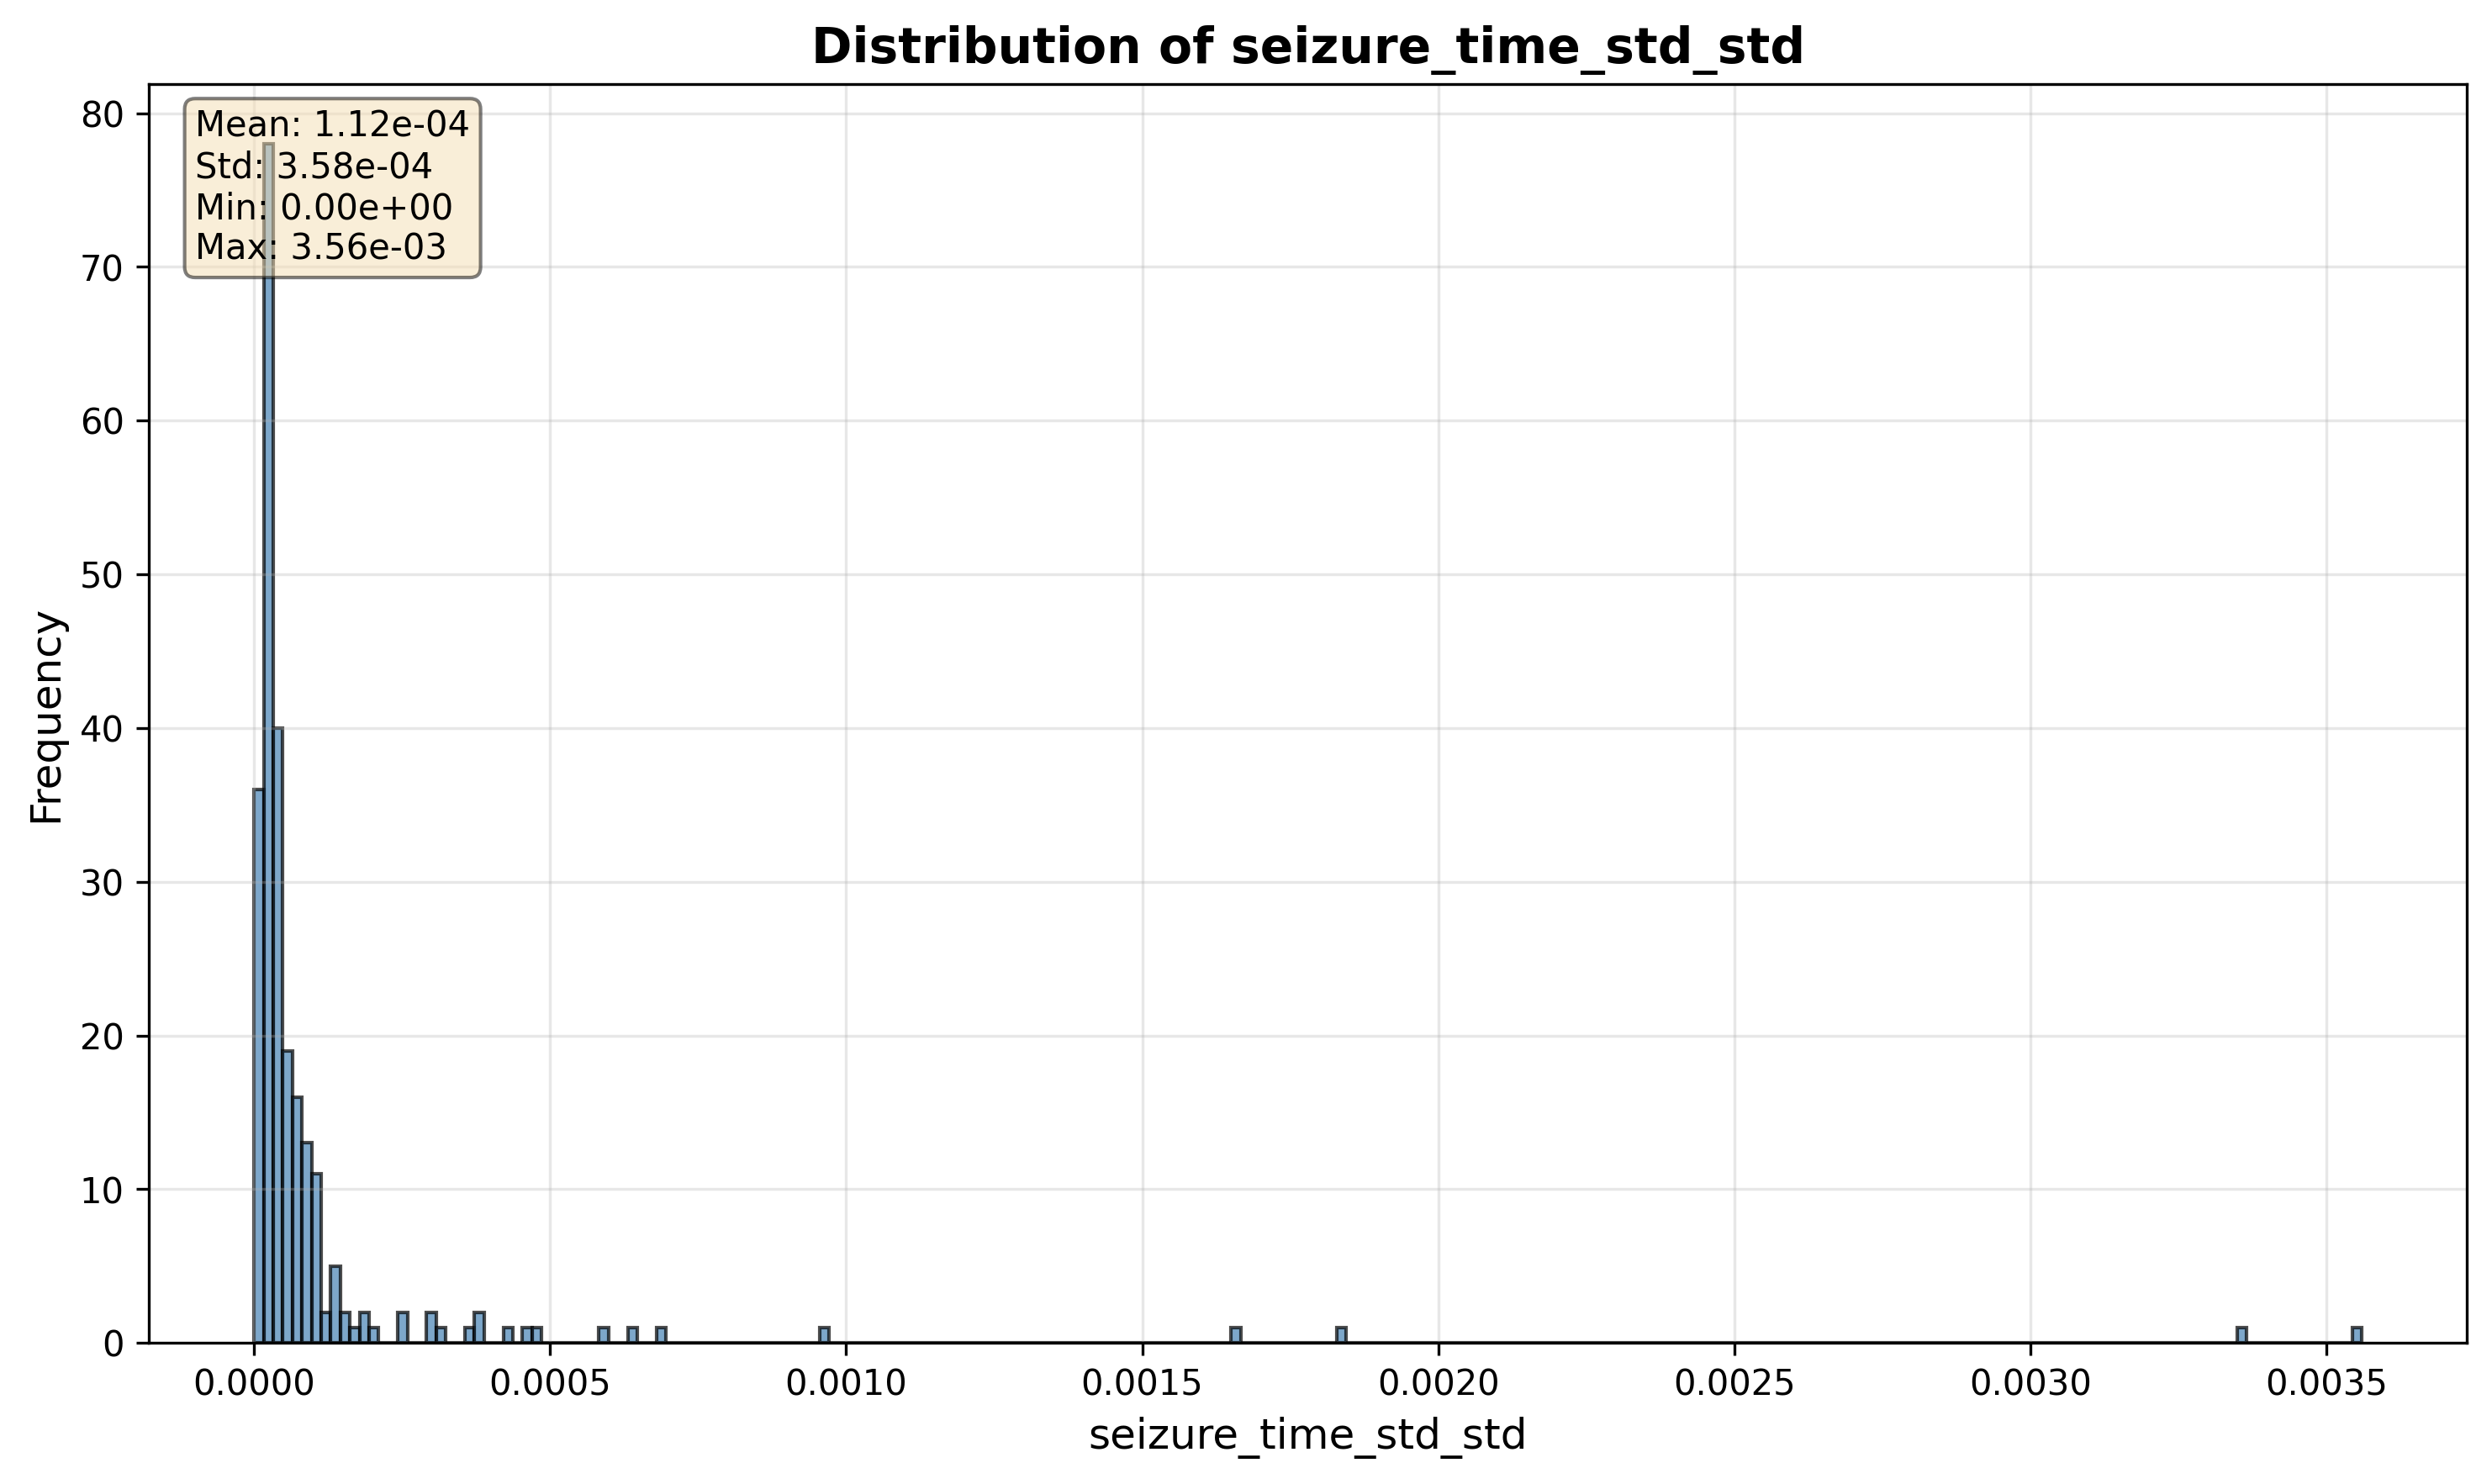 Distribution of seizure_time_std_std
Mean: 1.12e-04
Std: 3.58e-04
Min: 0.00e+00
Max: 3.56e-03
80
70
60
50
40
30
20
10
0
Frequency
0.0000 0.0005 0.0010 0.0015 0.0020 0.0025 0.0030 0.0035
seizure_time_std_std